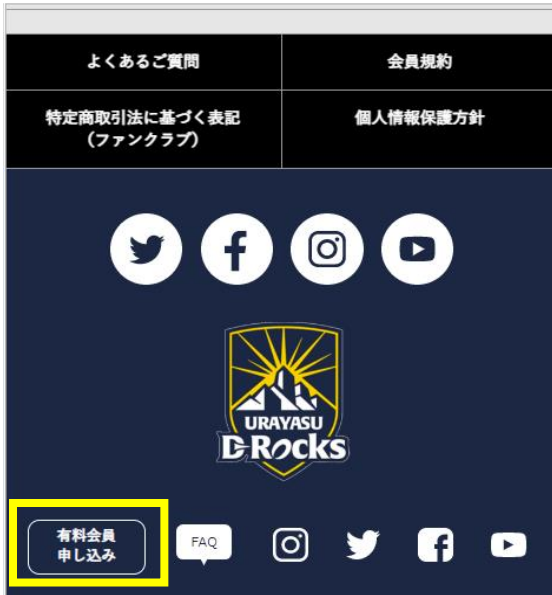 よくあるご質問
会員規約
特定商取引法に基づく表記
(ファンクラブ)
個人情報保護方針
URAYASU
D-Rocks
有料会員
申し込み
FAQ